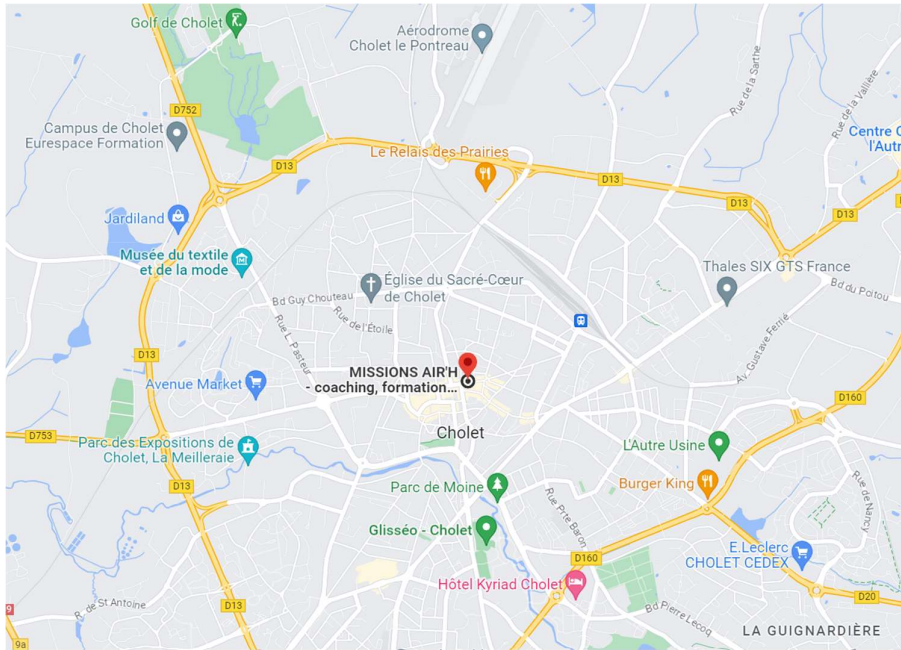 Golf de Cholet
Aérodrome
Cholet le Pontreau
Rue de la Sarthe
Rue de la Vallière
D752
Campus de Cholet
Eurespace Formation
Centre C
l'Autr
D13
Le Relais des Prairies
D13
D13
D13
Jardiland
Musée du textile
et de la mode
Thales SIX GTS France
Église du Sacré-Cœur
de Cholet
Bd du Poitou
Bd Guy Chouteau
Rue de l'Étoile
Rue L. Pasteur
Av. Gustave Ferrié
D13
MISSIONS AIR'H
- coaching, formation...
Avenue Market
D160
D753
Cholet
Parc des Expositions de
Cholet, La Meilleraie
L'Autre Usine
D13
Parc de Moine
Burger King
Rue Pite Baron
Rue de Nancy
Glisséo - Cholet
D160
E.Leclerc
CHOLET CEDEX
Hôtel Kyriad Cholet
D20
R. de St Antoine
D13
9
Bd Pierre Lecoq
LA GUIGNARDIÈRE
9a